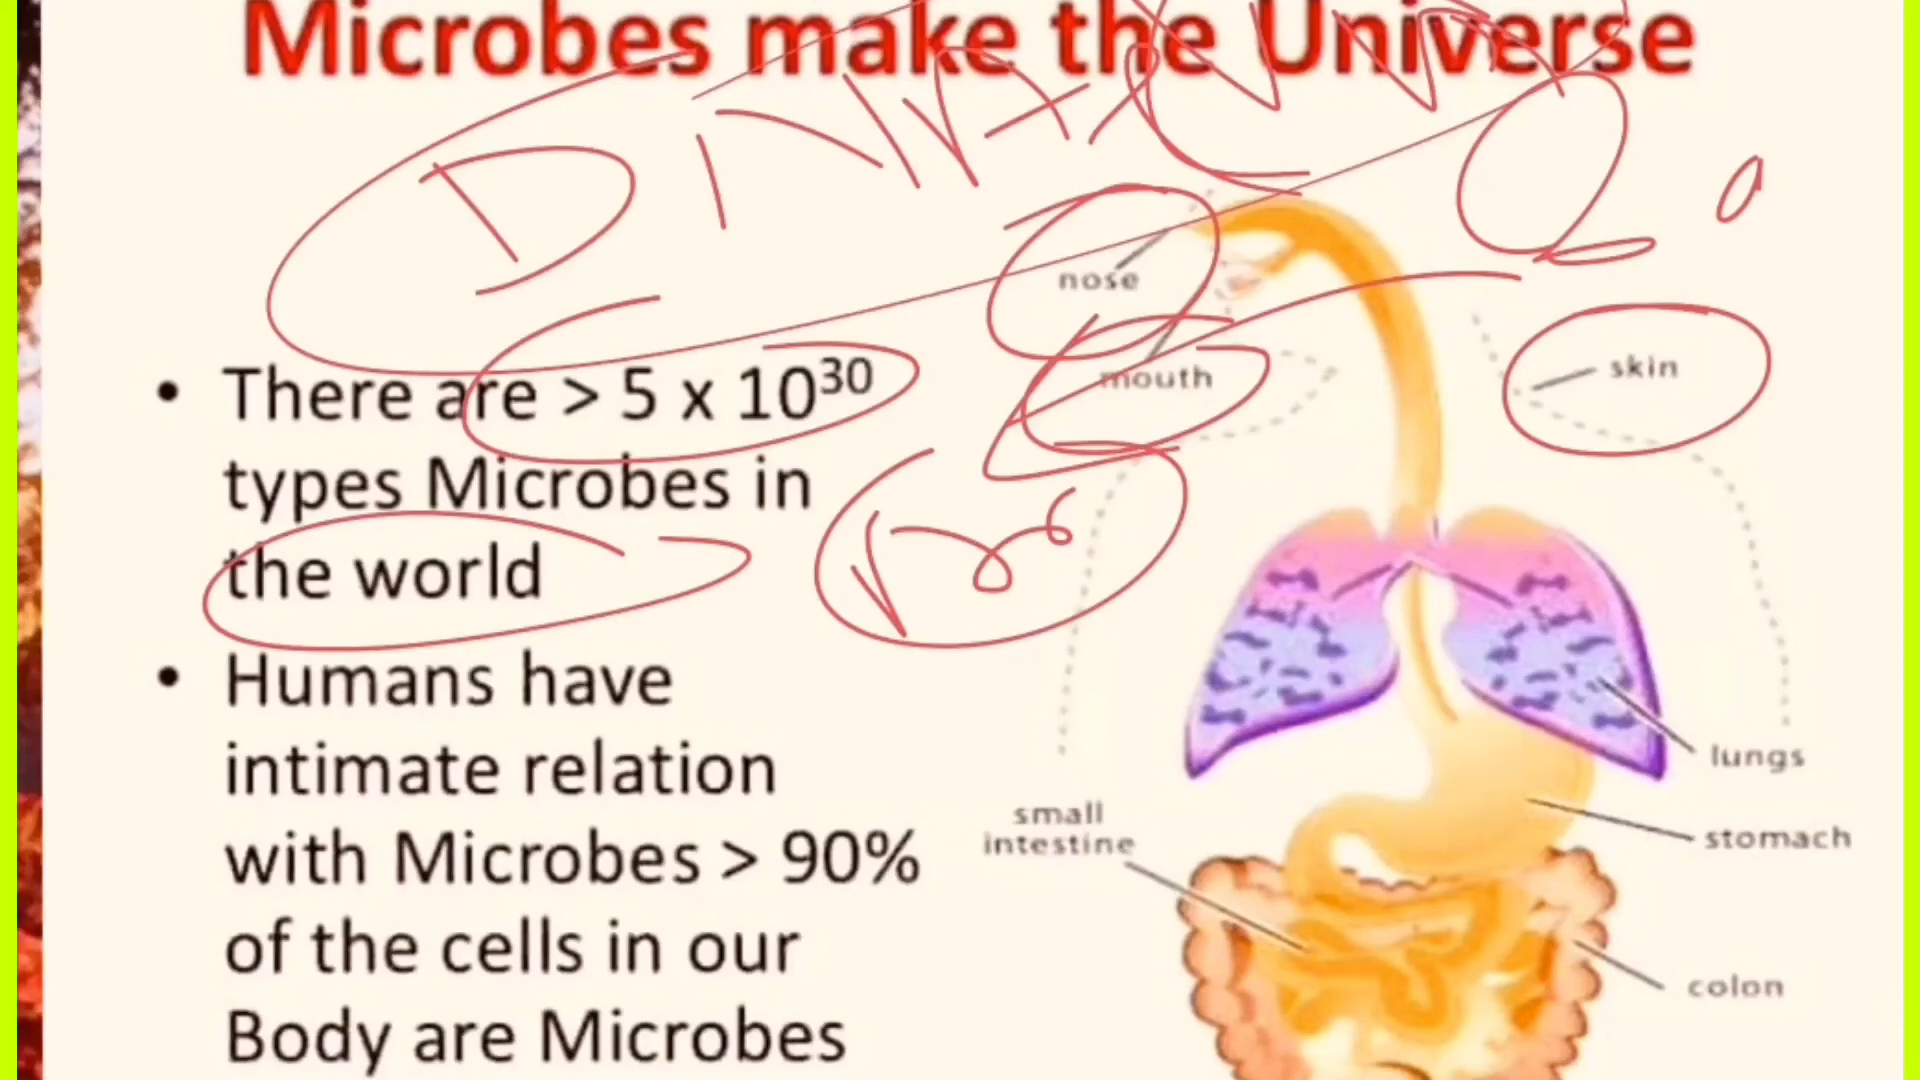 Microbes make the Universe
• There are > 5 x 10³⁰
types Microbes in
the world
• Humans have
intimate relation
with Microbes > 90%
of the cells in our
Body are Microbes
nose
mouth
skin
lungs
stomach
small
intestine
colon